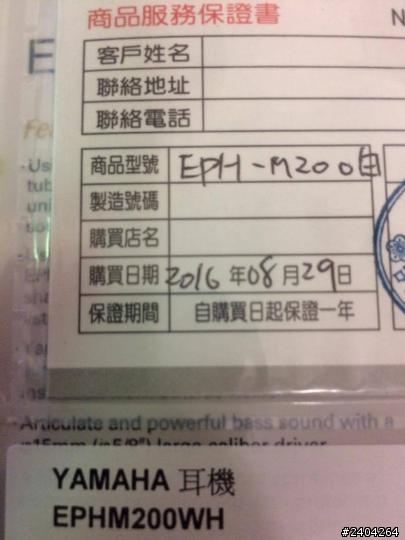 商品服務保證書
N
客戶姓名
聯絡地址
聯絡電話
商品型號 EPH-M200白
製造號碼
購買店名
購買日期 2016年08月29日
保證期間 自購買日起保證一年
Articulate and powerful bass sound with a
YAMAHA 耳機
EPHM200WH
#2404264